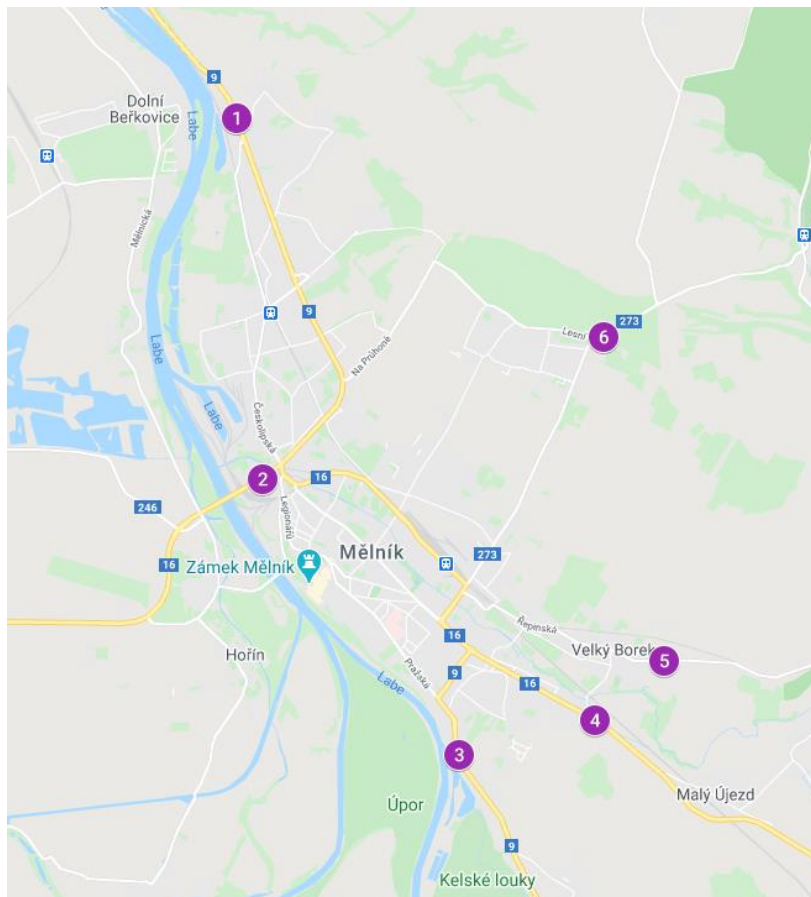 9
1
Dolní
Beřkovice
Labe
Mělnická
9
Labe
273
Lesní
6
Na Průhoně
Labe
Českolipská
2
16
246
Legionářů
Mělník
273
16
Zámek Mělník
Řepinská
16
Velký Borek
5
Hořín
Pražská
9
Labe
16
4
3
Malý Újezd
Úpor
9
Kelské louky